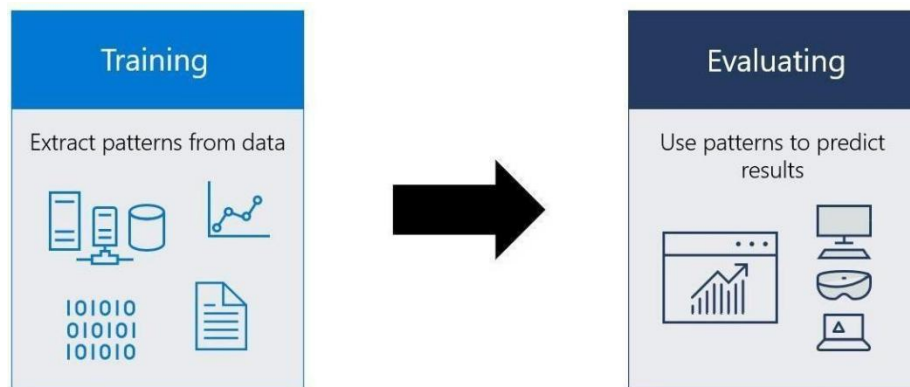 Training
Extract patterns from data
101010
010101
101010
Evaluating
Use patterns to predict
results